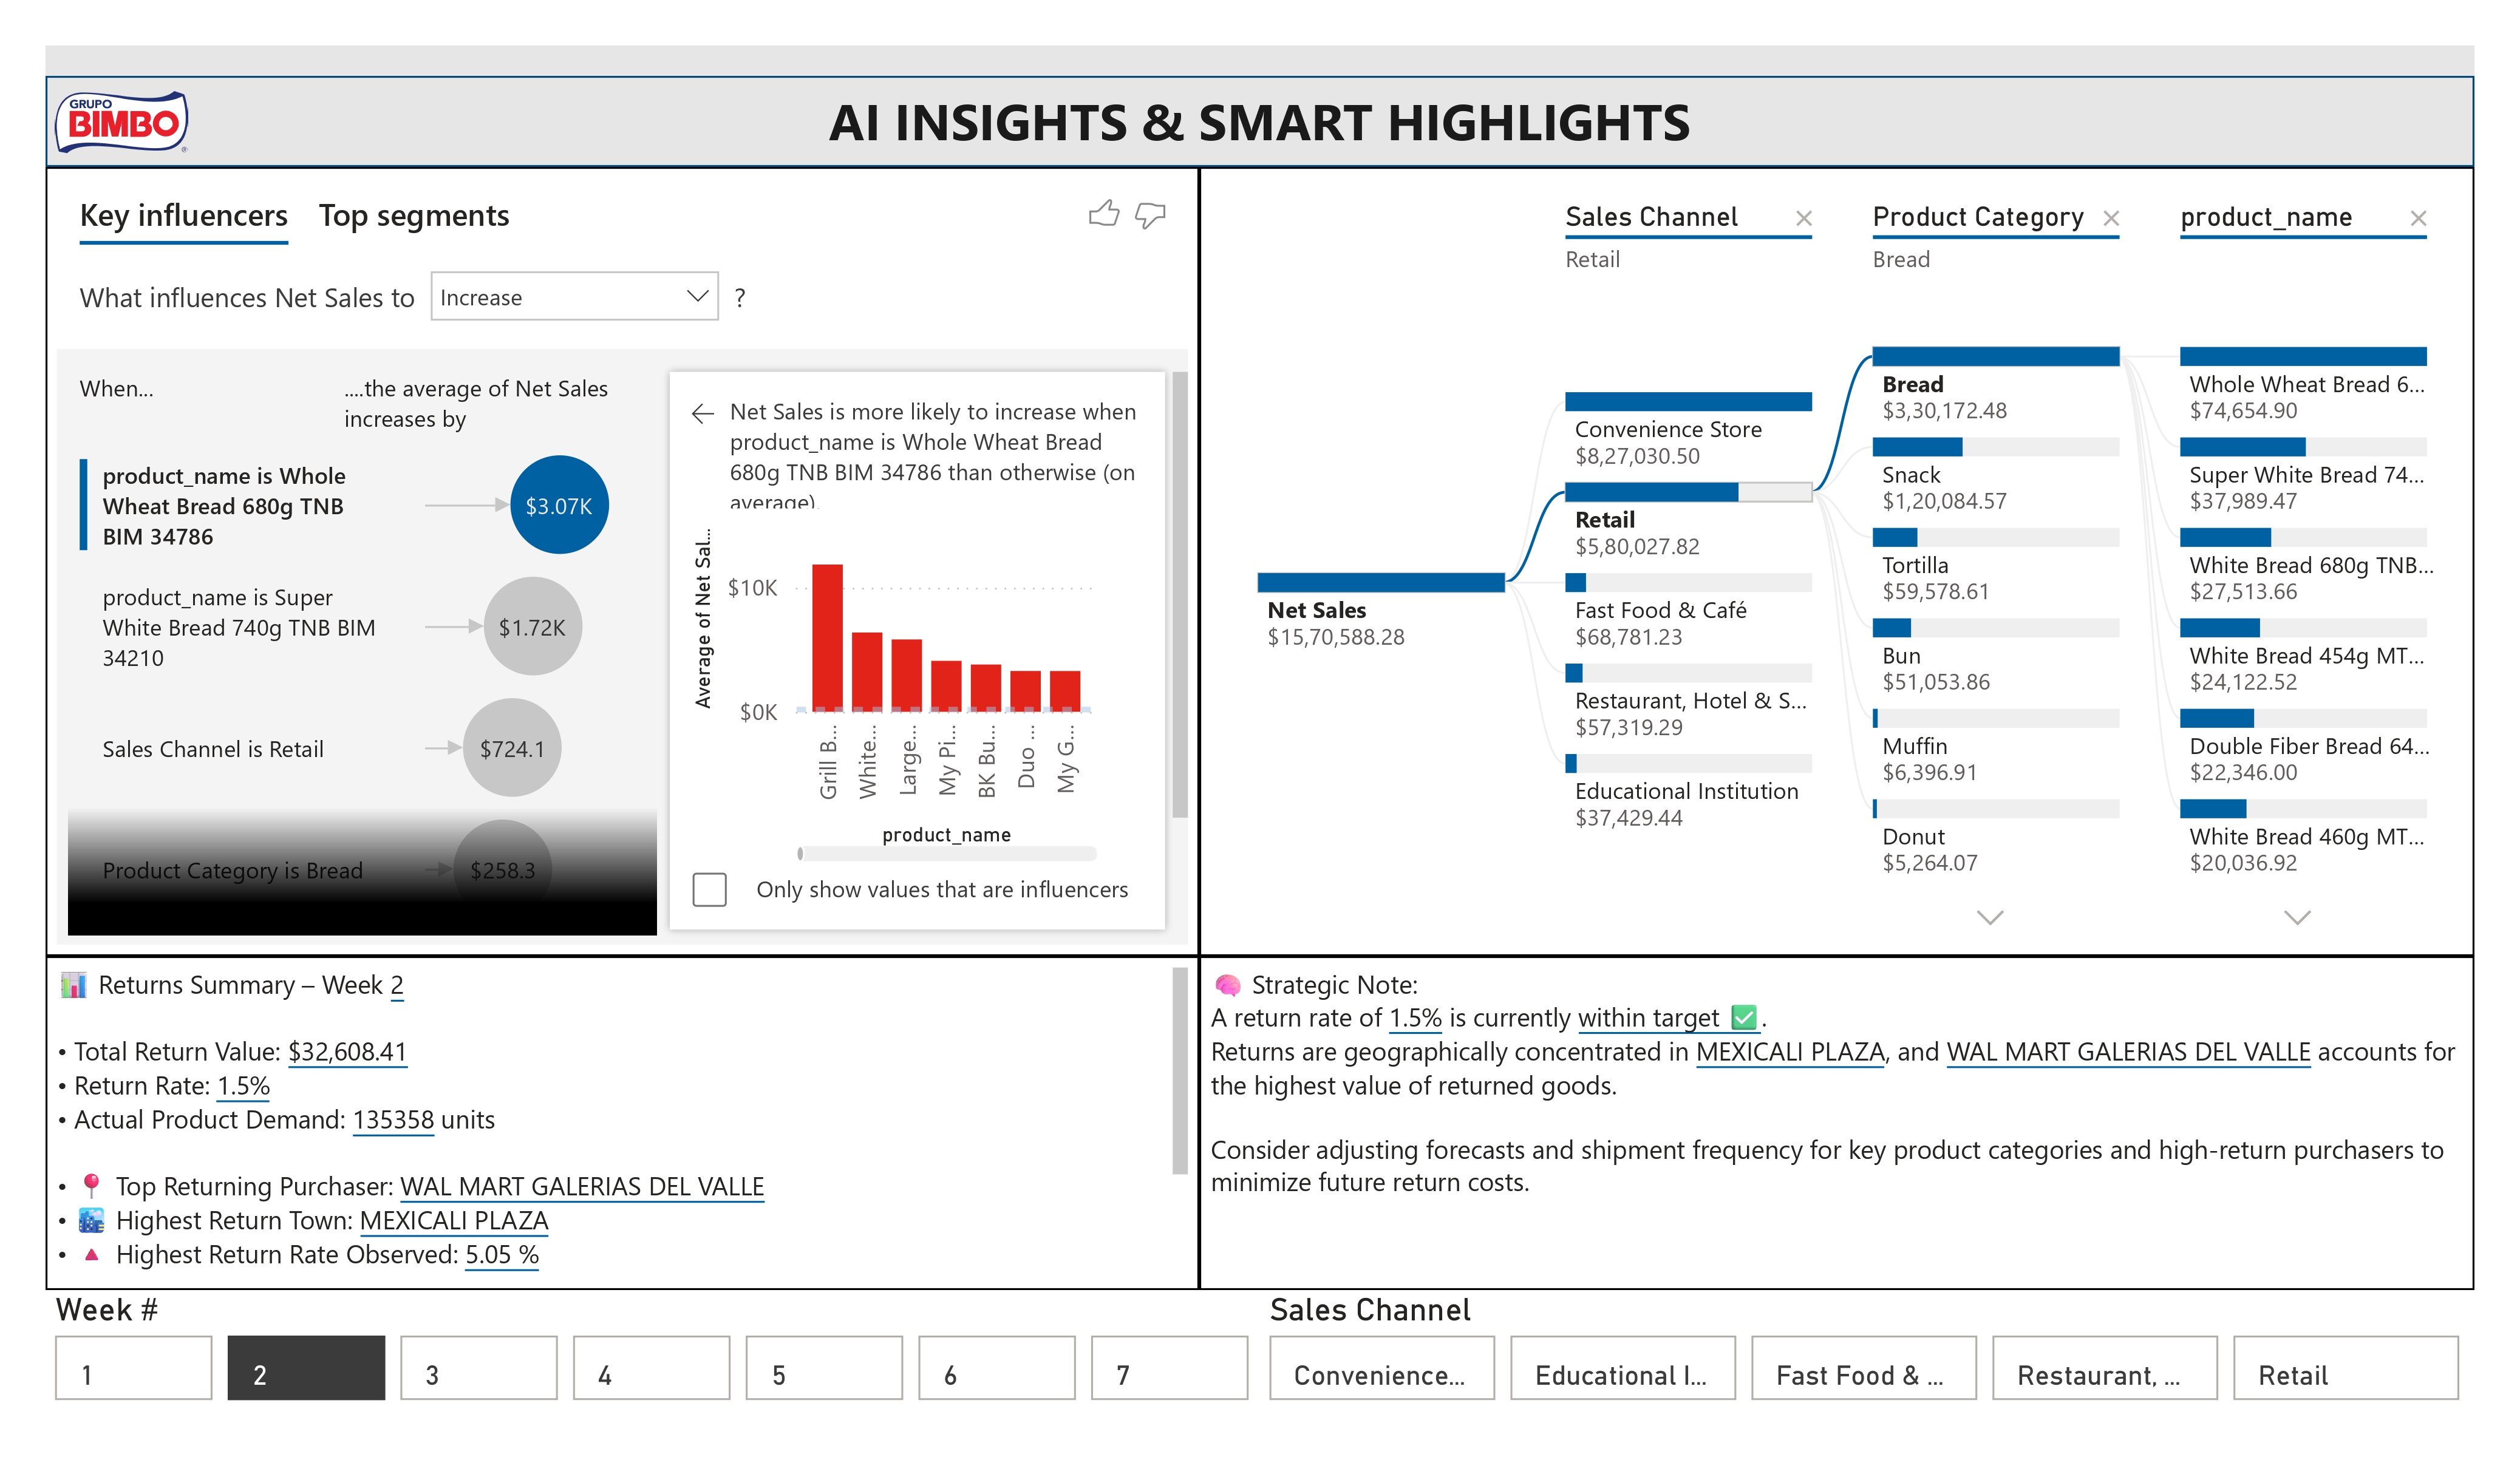 GRUPO
BIMBO
AI INSIGHTS & SMART HIGHLIGHTS
Key influencers
Top segments
What influences Net Sales to
Increase
?
When...
....the average of Net Sales
increases by
product_name is Whole
Wheat Bread 680g TNB
BIM 34786
$3.07K
product_name is Super
White Bread 740g TNB BIM
34210
$1.72K
Sales Channel is Retail
$724.1
Product Category is Bread
$258.3
Net Sales is more likely to increase when
product_name is Whole Wheat Bread
680g TNB BIM 34786 than otherwise (on
average).
Average of Net Sal...
$10K
$0K
Grill B...
White...
Large...
My Pi...
BK Bu...
Duo ...
My G...
product_name
Only show values that are influencers
Sales Channel
Retail
Product Category
Bread
product_name
Net Sales
$15,70,588.28
Convenience Store
$8,27,030.50
Retail
$5,80,027.82
Fast Food & Café
$68,781.23
Restaurant, Hotel & S...
$57,319.29
Educational Institution
$37,429.44
Bread
$3,30,172.48
Snack
$1,20,084.57
Tortilla
$59,578.61
Bun
$51,053.86
Muffin
$6,396.91
Donut
$5,264.07
Whole Wheat Bread 6...
$74,654.90
Super White Bread 74...
$37,989.47
White Bread 680g TNB...
$27,513.66
White Bread 454g MT...
$24,122.52
Double Fiber Bread 64...
$22,346.00
White Bread 460g MT...
$20,036.92
📊 Returns Summary – Week 2
• Total Return Value: $32,608.41
• Return Rate: 1.5%
• Actual Product Demand: 135358 units
• 📍 Top Returning Purchaser: WAL MART GALERIAS DEL VALLE
• 🏙️ Highest Return Town: MEXICALI PLAZA
• 🔺 Highest Return Rate Observed: 5.05 %
🧠 Strategic Note:
A return rate of 1.5% is currently within target ✅.
Returns are geographically concentrated in MEXICALI PLAZA, and WAL MART GALERIAS DEL VALLE accounts for
the highest value of returned goods.
Consider adjusting forecasts and shipment frequency for key product categories and high-return purchasers to
minimize future return costs.
Week #
1
2
3
4
5
6
7
Sales Channel
Convenience...
Educational I...
Fast Food & ...
Restaurant, ...
Retail